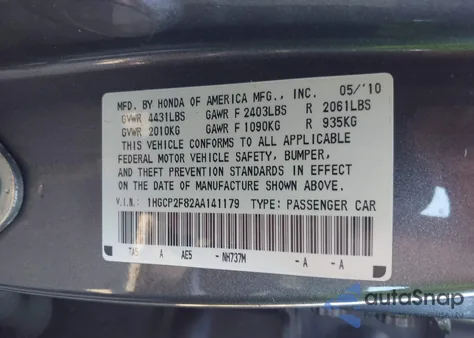 MFD. BY HONDA OF AMERICA MFG., INC. 05/'10
GVWR 4431LBS GAWR F 2403LBS R 2061LBS
GVWR 2010KG GAWR F 1090KG R 935KG
THIS VEHICLE CONFORMS TO ALL APPLICABLE
FEDERAL MOTOR VEHICLE SAFETY, BUMPER,
AND THEFT PREVENTION STANDARDS IN EFFECT
ON THE DATE OF MANUFACTURE SHOWN ABOVE.
V.I.N.: 1HGCP2F82AA141179 TYPE: PASSENGER CAR
A AE5 - NH737M - A - A
autoSnap